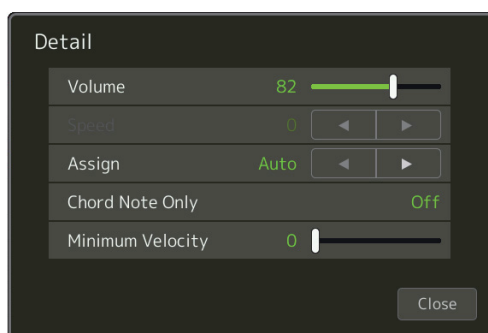 Detail
Volume 82
Speed 0
Assign Auto
Chord Note Only Off
Minimum Velocity 0
Close